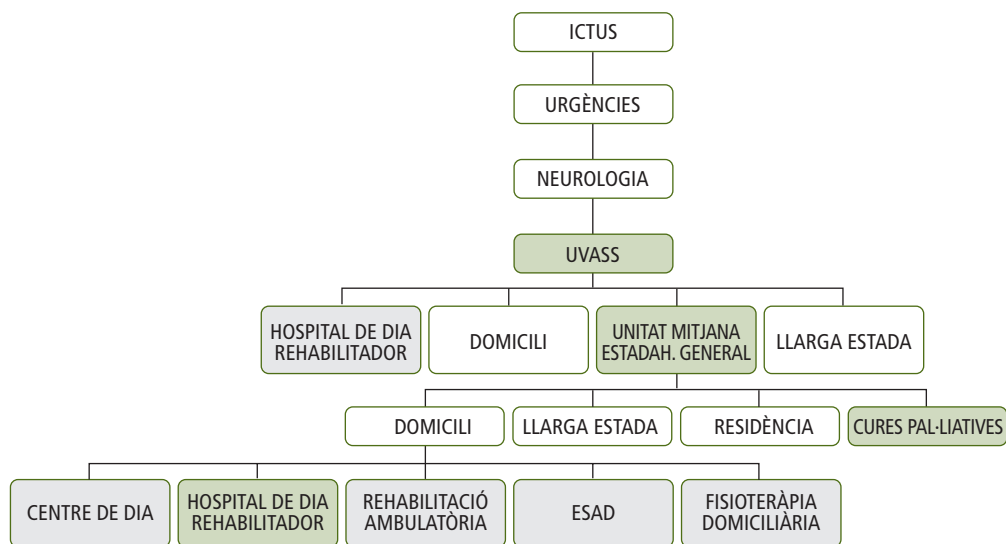 ICTUS
URGÈNCIES
NEUROLOGIA
UVASS
HOSPITAL DE DIA
REHABILITADOR
DOMICILI
UNITAT MITJANA
ESTADAH. GENERAL
LLARGA ESTADA
DOMICILI
LLARGA ESTADA
RESIDÈNCIA
CURES PAL·LIATIVES
CENTRE DE DIA
HOSPITAL DE DIA
REHABILITADOR
REHABILITACIÓ
AMBULATÒRIA
ESAD
FISIOTERÀPIA
DOMICILIÀRIA